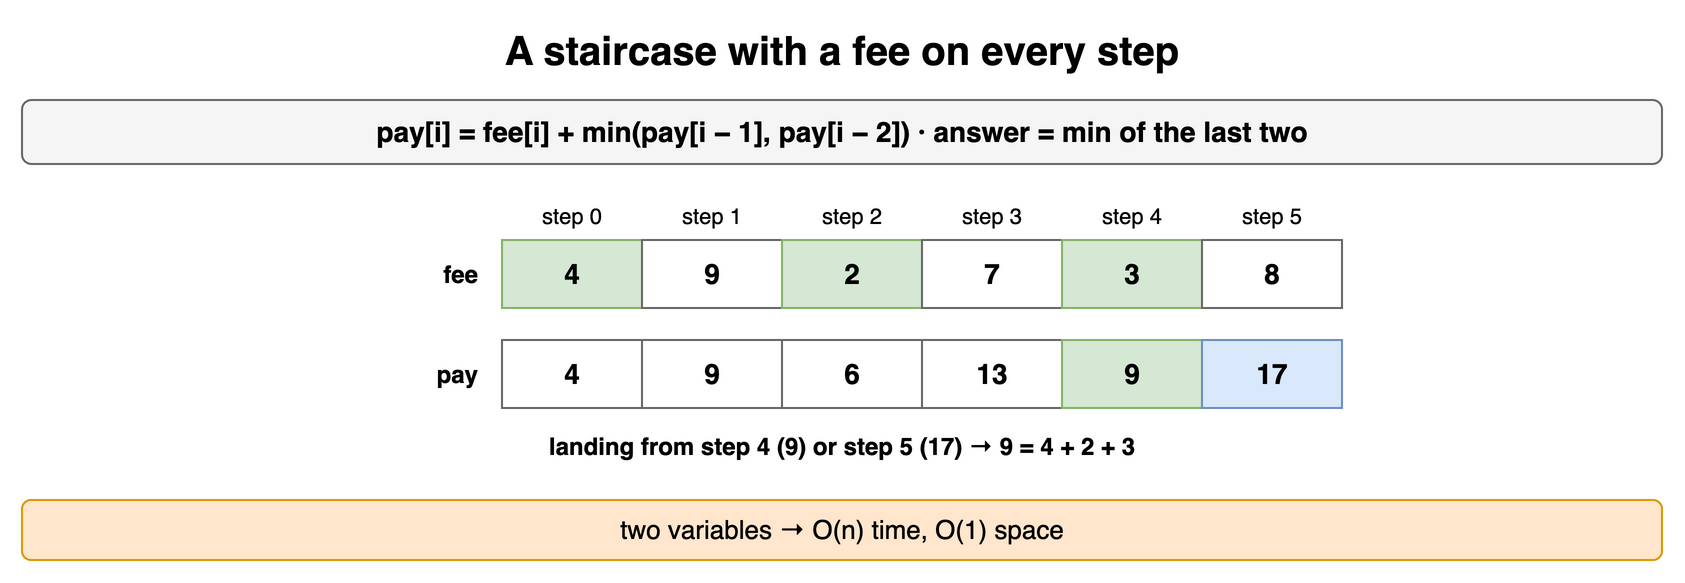 A staircase with a fee on every step
pay[i] = fee[i] + min(pay[i − 1], pay[i − 2]) · answer = min of the last two
step 0 step 1 step 2 step 3 step 4 step 5
fee 4 9 2 7 3 8
pay 4 9 6 13 9 17
landing from step 4 (9) or step 5 (17) → 9 = 4 + 2 + 3
two variables → O(n) time, O(1) space